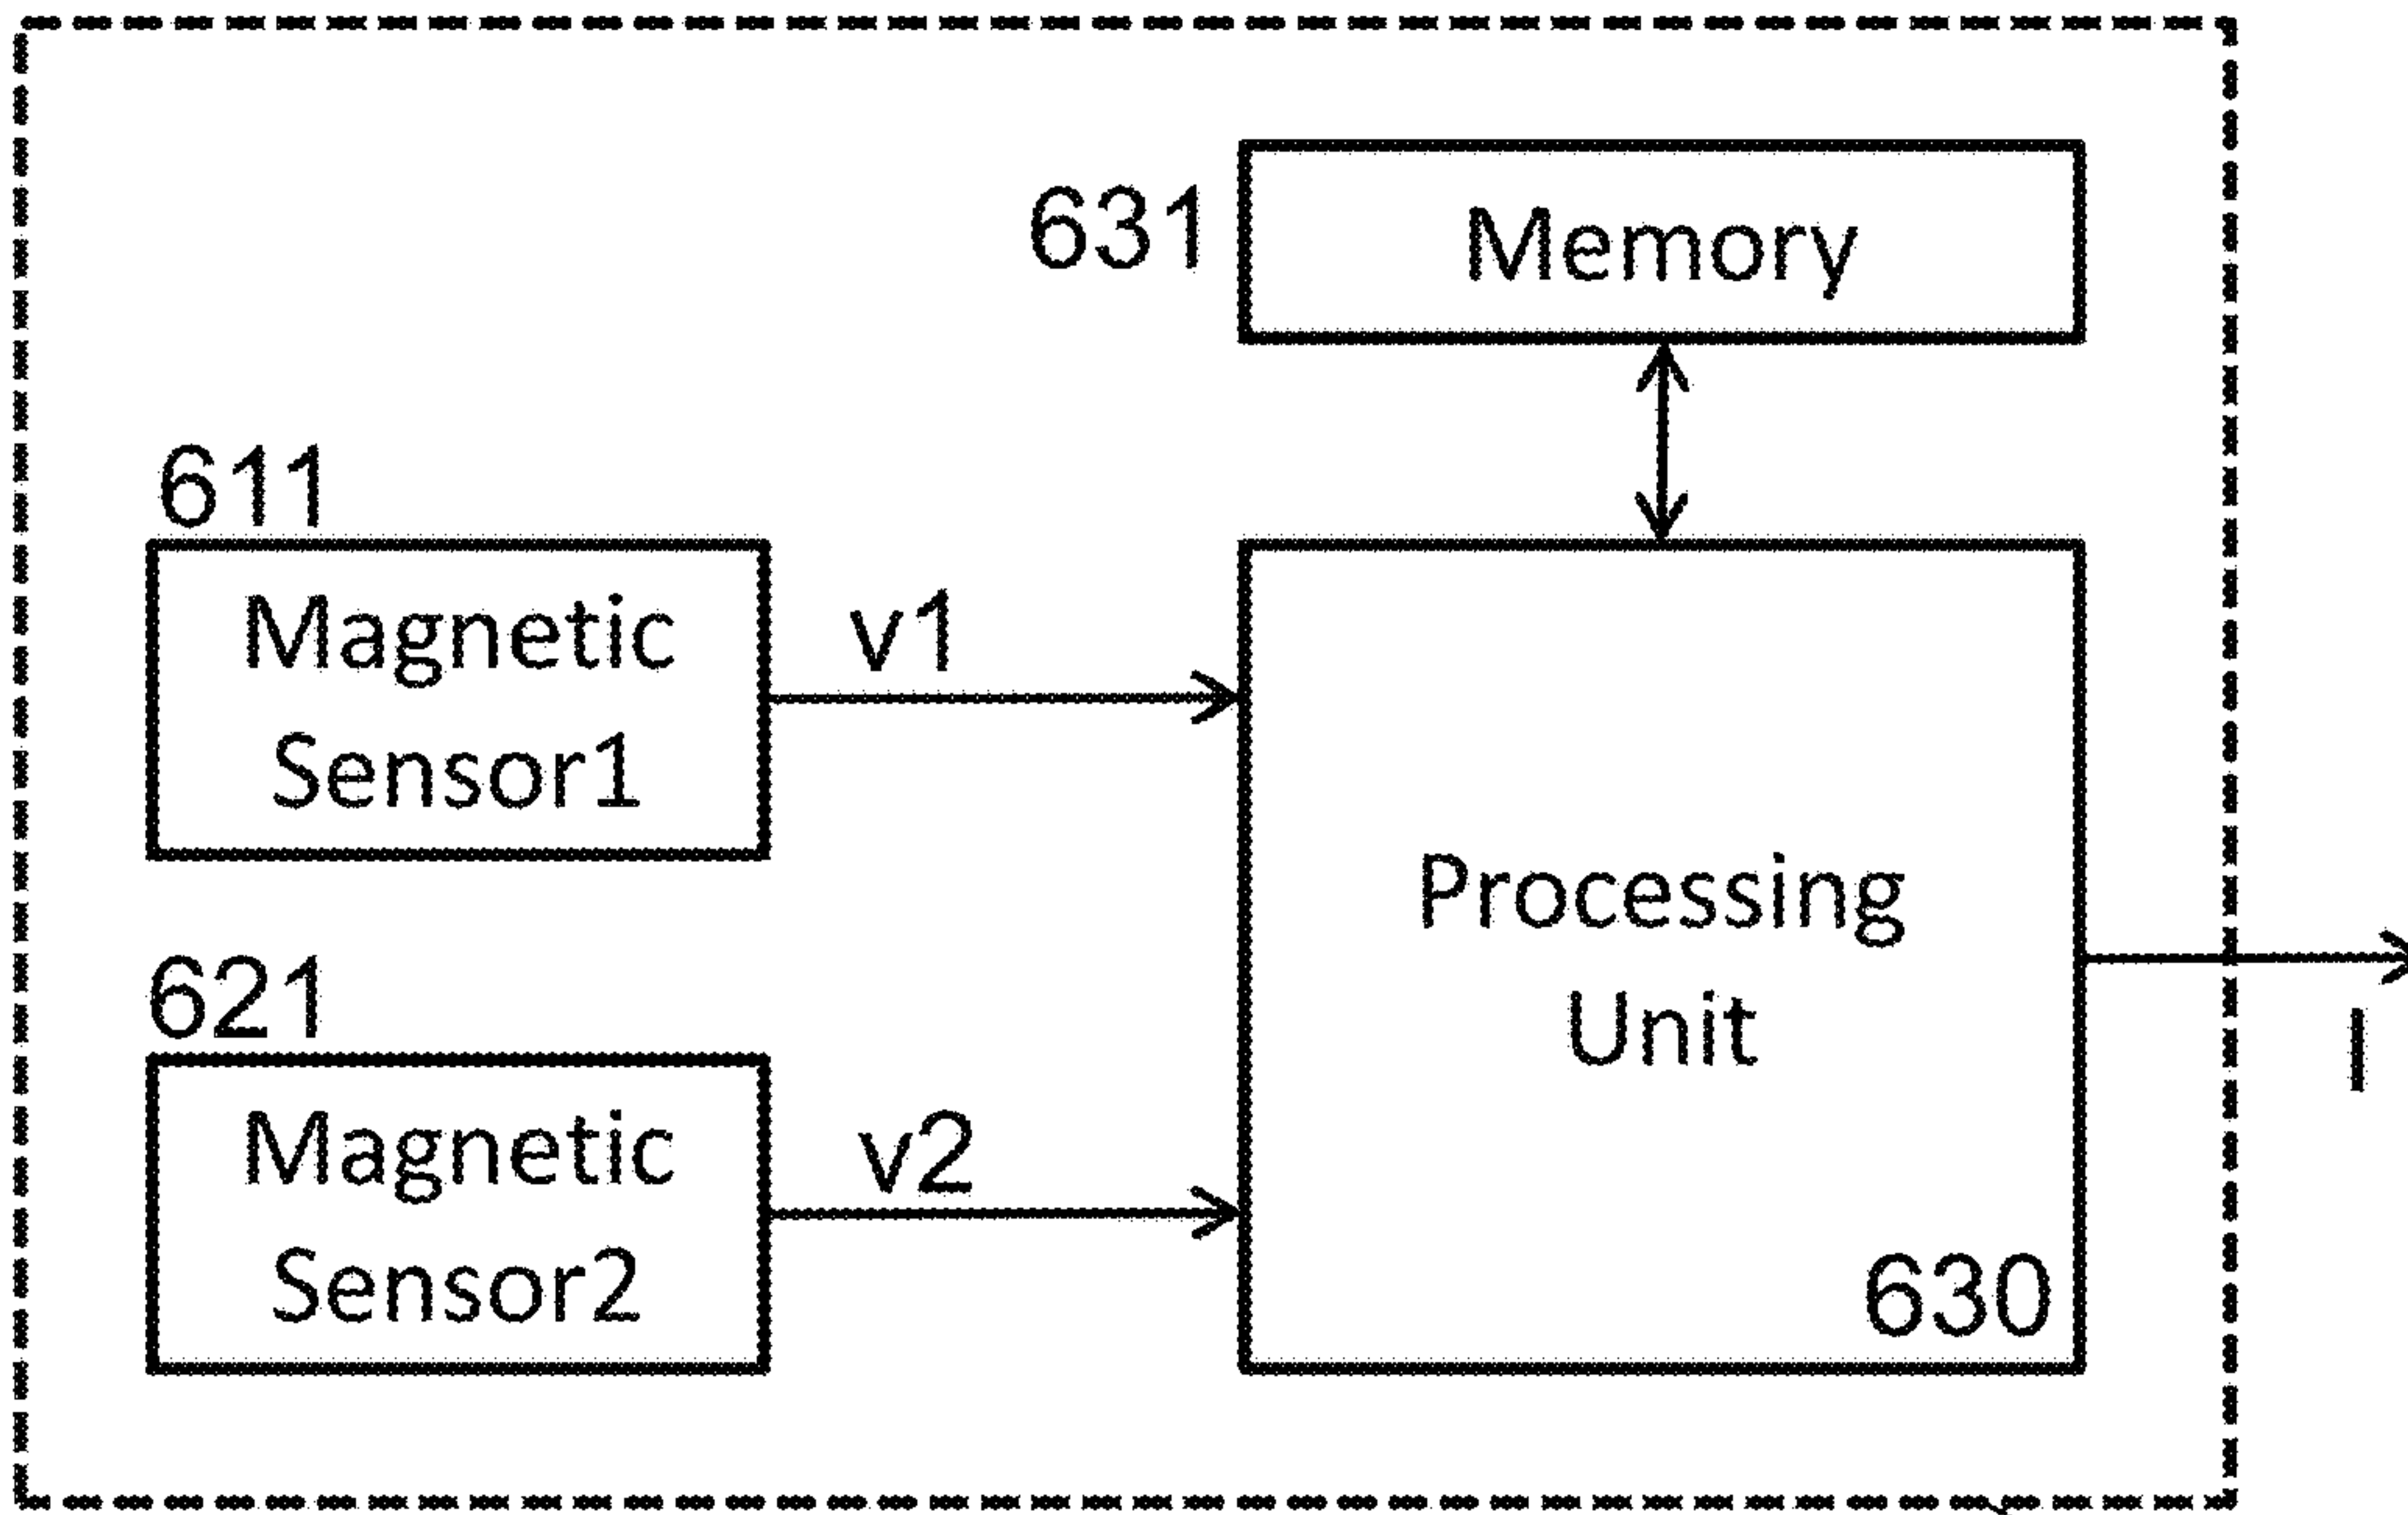 631
Memory
611
Magnetic
Sensor1
v1
Processing
Unit
630
I
621
Magnetic
Sensor2
v2